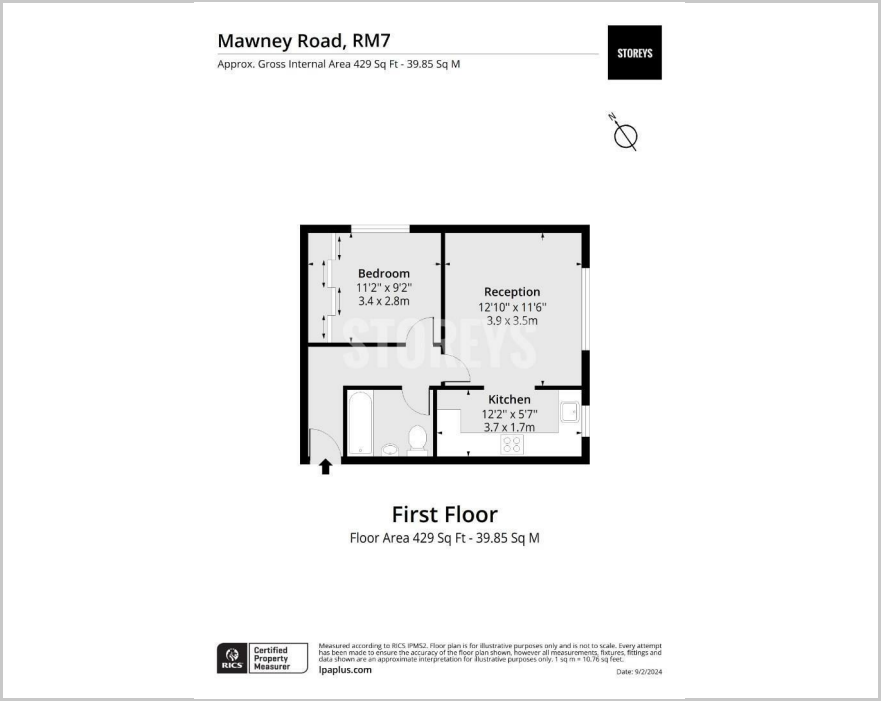 Mawney Road, RM7
Approx. Gross Internal Area 429 Sq Ft - 39.85 Sq M
STOREYS
N
Bedroom
11'2" x 9'2"
3.4 x 2.8m
Reception
12'10" x 11'6"
3.9 x 3.5m
STOREYS
Kitchen
12'2" x 5'7"
3.7 x 1.7m
First Floor
Floor Area 429 Sq Ft - 39.85 Sq M
RICS
Certified
Property
Measurer
Measured according to RICS IPMS2. Floor plan is for illustrative purposes only and is not to scale. Every attempt
has been made to ensure the accuracy of the floor plan shown, however all measurements, fixtures, fittings and
data shown are an approximate interpretation for illustrative purposes only. 1 sq m = 10.76 sq feet.
lpaplus.com
Date: 9/2/2024